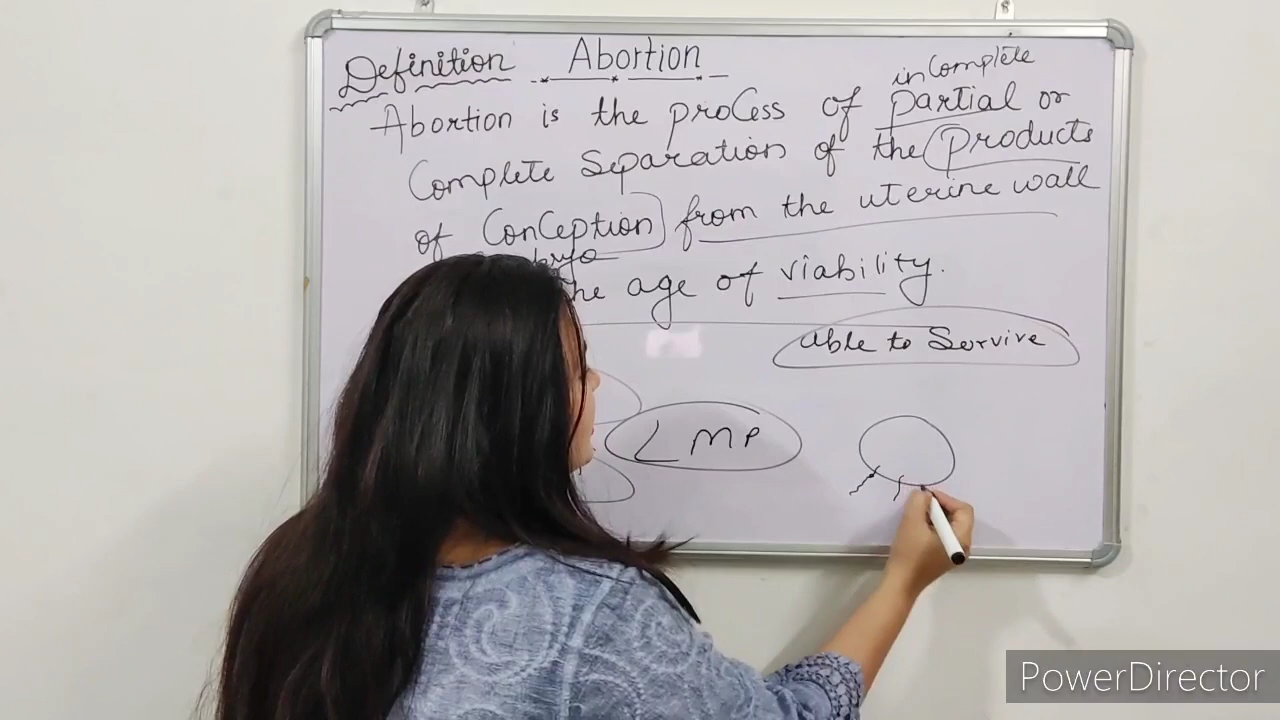 Definition Abortion
incomplete
Abortion is the process of partial or
Complete Separation of the products
of Conception from the uterine wall
the age of viability.
able to Survive
LMP
PowerDirector